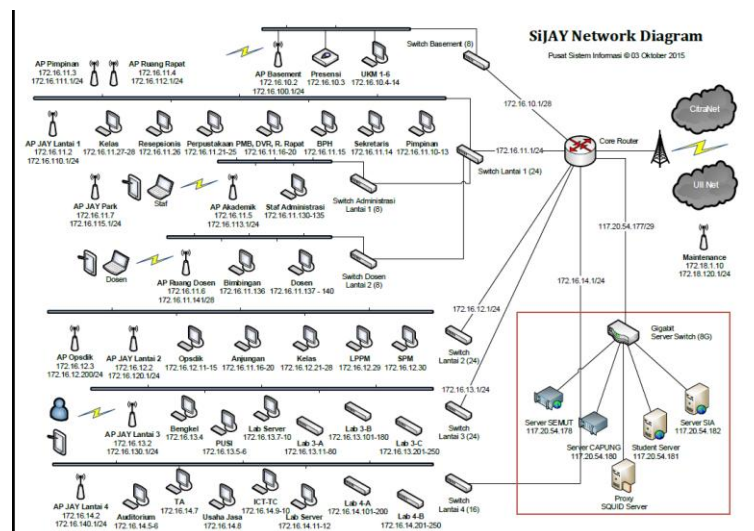 SiJAY Network Diagram
Pusat Sistem Informasi © 03 Oktober 2015
AP Pimpinan
172.16.11.3
172.16.111.1/24
AP Ruang Rapat
172.16.11.4
172.16.112.1/24
AP Basement
172.16.10.2
172.16.100.1/24
Presensi
172.16.10.3
UKM 1-6
172.16.10.4-14
Switch Basement (8)
172.16.10.1/28
AP JAY Lantai 1
172.16.11.2
172.16.110.1/24
Kelas
172.16.11.27-28
Resepsionis
172.16.11.26
Perpustakaan
172.16.11.21-25
PMB, DVR, R. Rapat
172.16.11.16-20
BPH
172.16.11.15
Sekretaris
172.16.11.14
Pimpinan
172.16.11.10-13
Switch Lantai 1 (24)
172.16.11.1/24
Core Router
CitraNet
UII Net
Maintenance
172.18.1.10
172.18.120.1/24
AP JAY Park
172.16.11.7
172.16.115.1/24
Staf
AP Akademik
172.16.11.5
172.16.113.1/24
Staf Administrasi
172.16.11.130-135
Switch Administrasi
Lantai 1 (8)
Dosen
AP Ruang Dosen
172.16.11.6
172.16.11.141/28
Bimbingan
172.16.11.136
Dosen
172.16.11.137 - 140
Switch Dosen
Lantai 2 (8)
117.20.54.177/29
172.16.14.1/24
172.16.12.1/24
172.16.13.1/24
AP Opsdik
172.16.12.3
172.16.12.200/24
AP JAY Lantai 2
172.16.12.2
172.16.120.1/24
Opsdik
172.16.12.11-15
Anjungan
172.16.11.16-20
Kelas
172.16.12.21-28
LPPM
172.16.12.29
SPM
172.16.12.30
Switch
Lantai 2 (24)
AP JAY Lantai 3
172.16.13.2
172.16.130.1/24
Bengkel
172.16.13.4
PUSI
172.16.13.5-6
Lab Server
172.16.13.7-10
Lab 3-A
172.16.13.11-80
Lab 3-B
172.16.13.101-180
Lab 3-C
172.16.13.201-250
Switch
Lantai 3 (24)
AP JAY Lantai 4
172.16.14.2
172.16.140.1/24
Auditorium
172.16.14.5-6
TA
172.16.14.7
Usaha Jasa
172.16.14.8
ICT-TC
172.16.14.9-10
Lab Server
172.16.14.11-12
Lab 4-A
172.16.14.101-200
Lab 4-B
172.16.14.201-250
Switch
Lantai 4 (16)
Gigabit
Server Switch (8G)
Server SEMUT
117.20.54.178
Server CAPUNG
117.20.54.180
Student Server
117.20.54.181
Server SIA
117.20.54.182
Proxy
SQUID Server